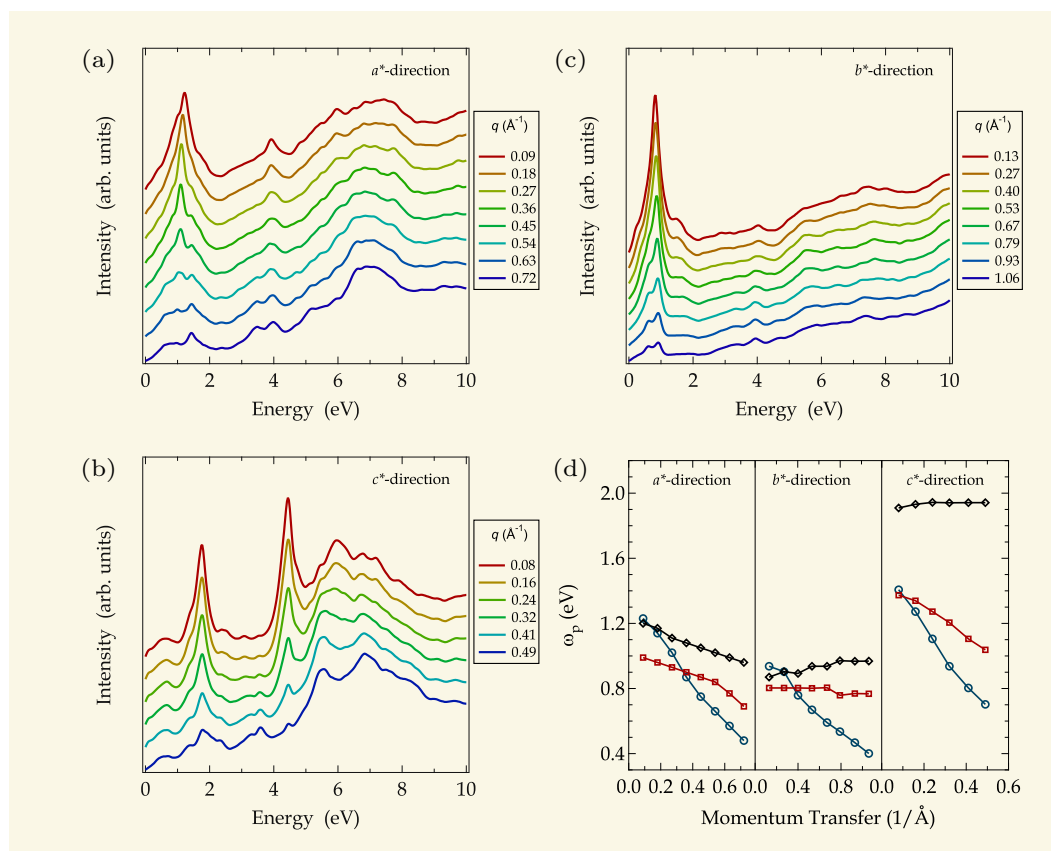 (a)
a*-direction
Intensity (arb. units)
q (Å⁻¹)
0.09
0.18
0.27
0.36
0.45
0.54
0.63
0.72
0 2 4 6 8 10
Energy (eV)
(c)
b*-direction
Intensity (arb. units)
q (Å⁻¹)
0.13
0.27
0.40
0.53
0.67
0.79
0.93
1.06
0 2 4 6 8 10
Energy (eV)
(b)
c*-direction
Intensity (arb. units)
q (Å⁻¹)
0.08
0.16
0.24
0.32
0.41
0.49
0 2 4 6 8 10
Energy (eV)
(d)
a*-direction b*-direction c*-direction
2.0
1.6
1.2
0.8
0.4
ωp (eV)
0.0 0.2 0.4 0.6 0.0 0.4 0.8 0.0 0.2 0.4 0.6
Momentum Transfer (1/Å)